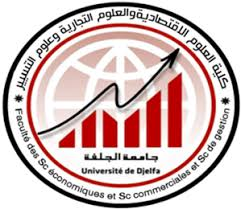 كلية العلوم الاقتصادية والعلوم التجارية وعلوم التسيير
جامعة الجلفة
Université de Djelfa
Faculté des Sc économiques et Sc commerciales et Sc de gestion